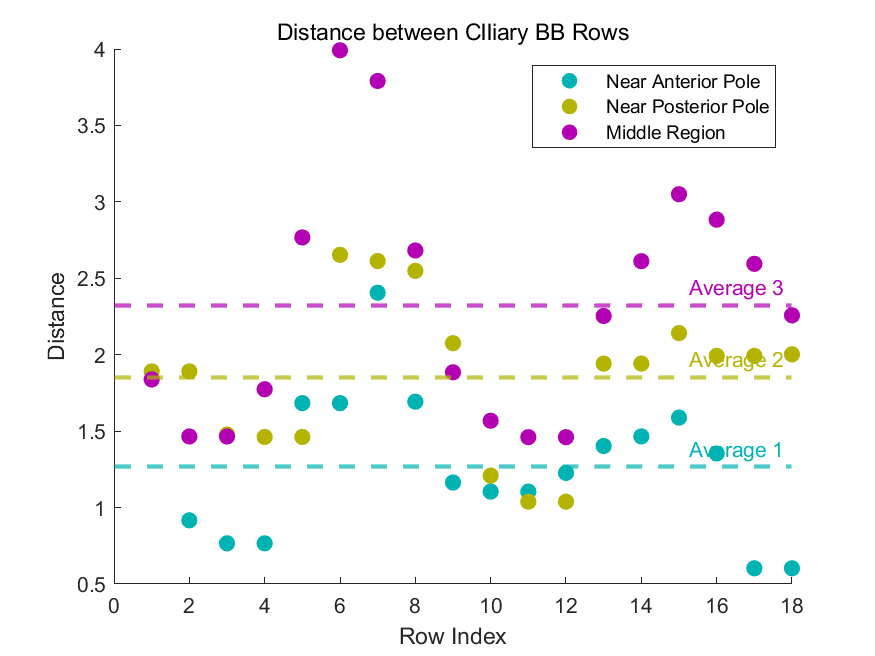 Distance between CIliary BB Rows
4
3.5
3
2.5
2
1.5
1
0.5
Distance
Near Anterior Pole
Near Posterior Pole
Middle Region
Average 3
Average 2
Average 1
0 2 4 6 8 10 12 14 16 18
Row Index